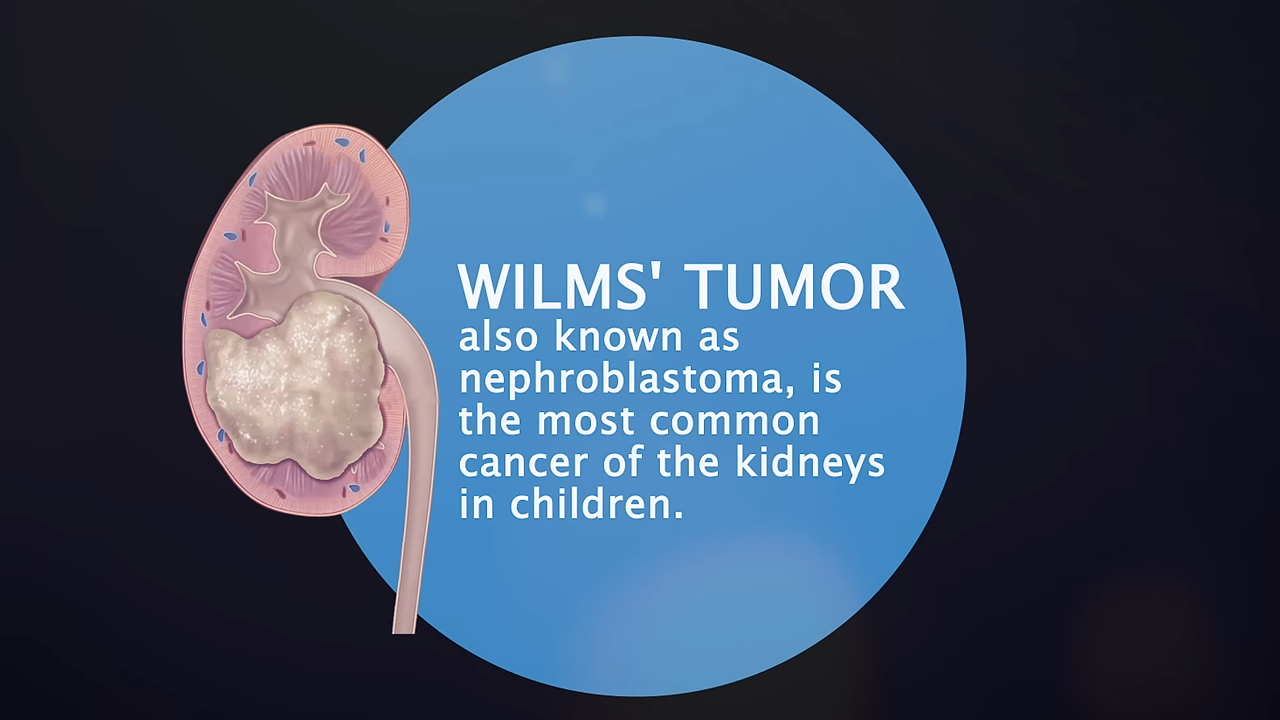 WILMS' TUMOR
also known as
nephroblastoma, is
the most common
cancer of the kidneys
in children.